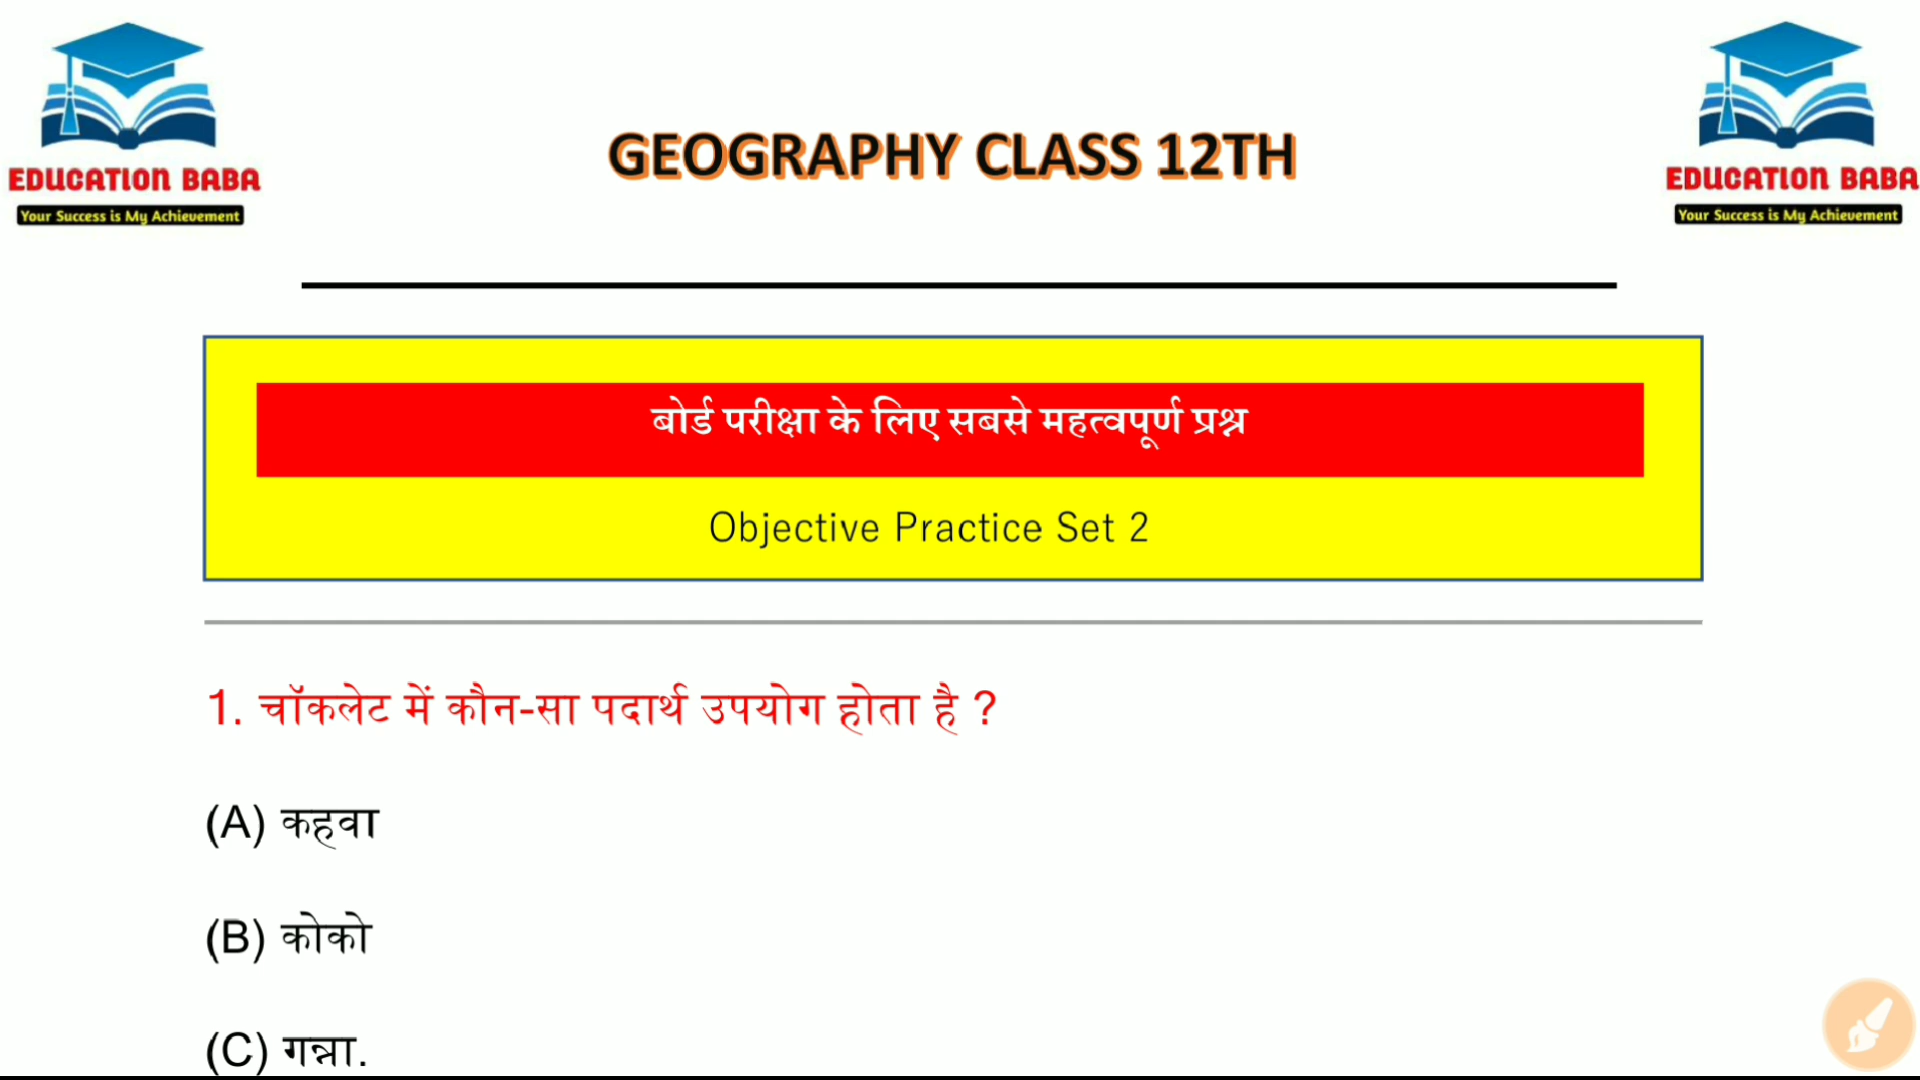 EDUCATION BABA
Your Success is My Achievement
GEOGRAPHY CLASS 12TH
EDUCATION BABA
Your Success is My Achievement
बोर्ड परीक्षा के लिए सबसे महत्वपूर्ण प्रश्न
Objective Practice Set 2
1. चॉकलेट में कौन-सा पदार्थ उपयोग होता है ?
(A) कहवा
(B) कोको
(C) गन्ना.